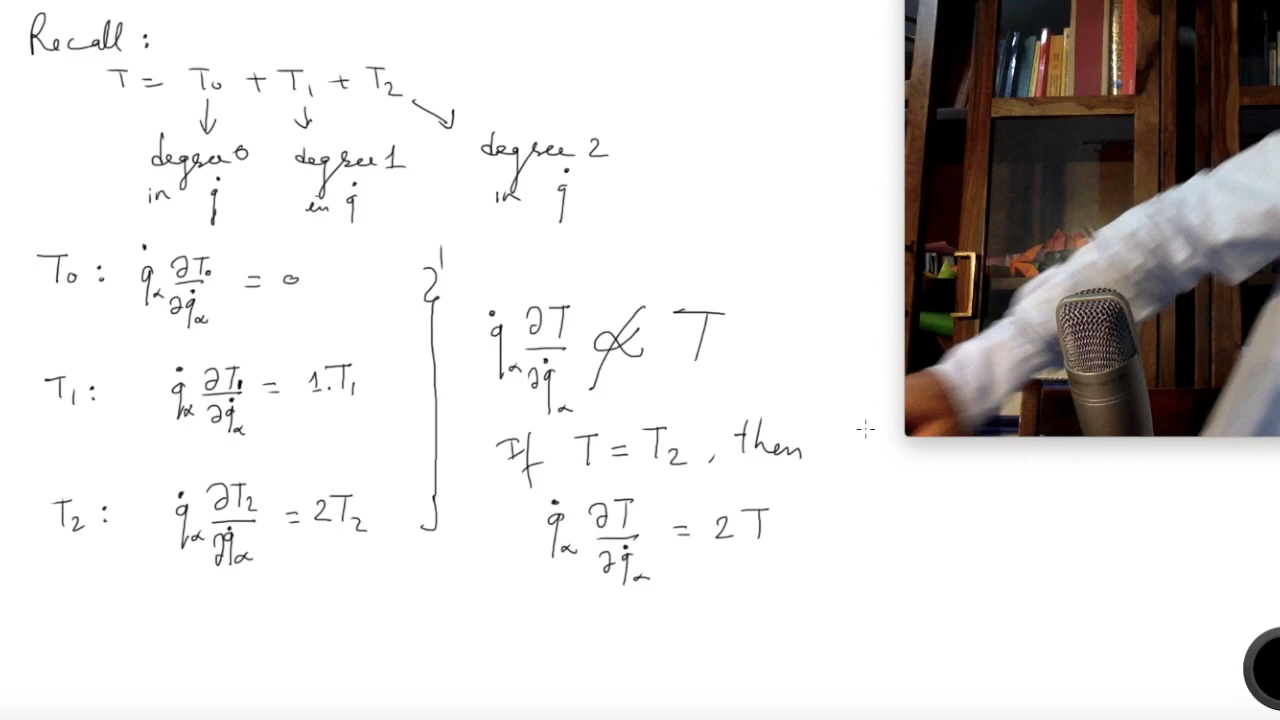 Recall :
T = T₀ + T₁ + T₂
degree 0 in q̇
degree 1 in q̇
degree 2 in q̇
T₀ : q̇_α ∂T₀/∂q̇_α = 0
T₁ : q̇_α ∂T₁/∂q̇_α = 1.T₁
T₂ : q̇_α ∂T₂/∂q̇_α = 2T₂
q̇_α ∂T/∂q̇_α ∝̸ T
If T = T₂ , then
q̇_α ∂T/∂q̇_α = 2T